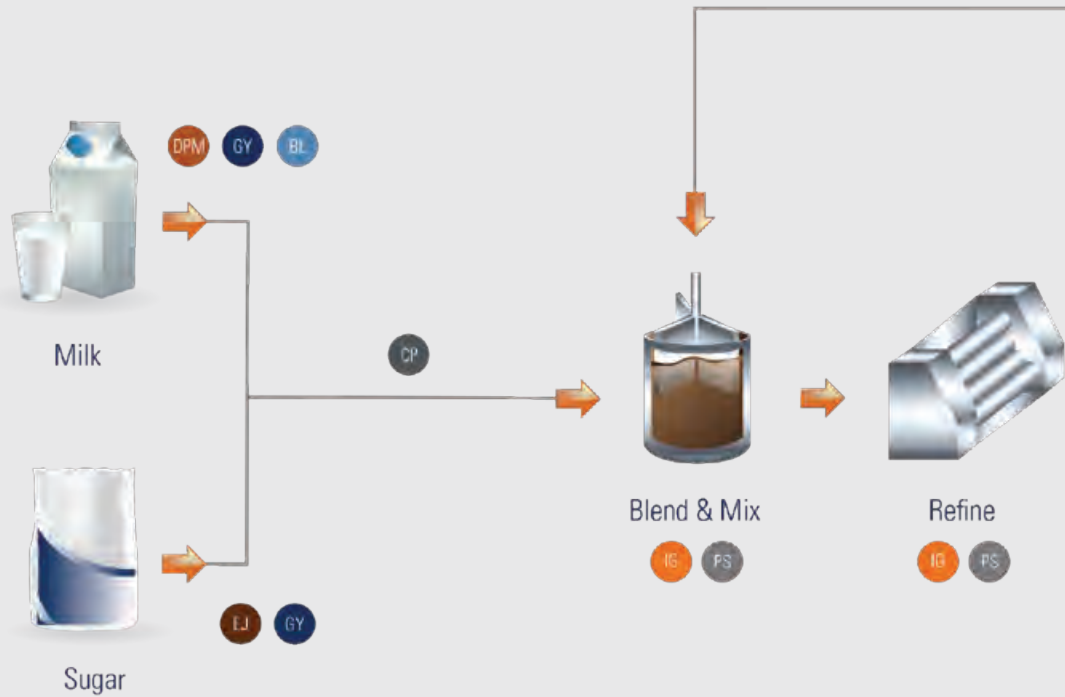 DPM GY BL
Milk
CP
Blend & Mix
Refine
IG PS
IG PS
EJ GY
Sugar